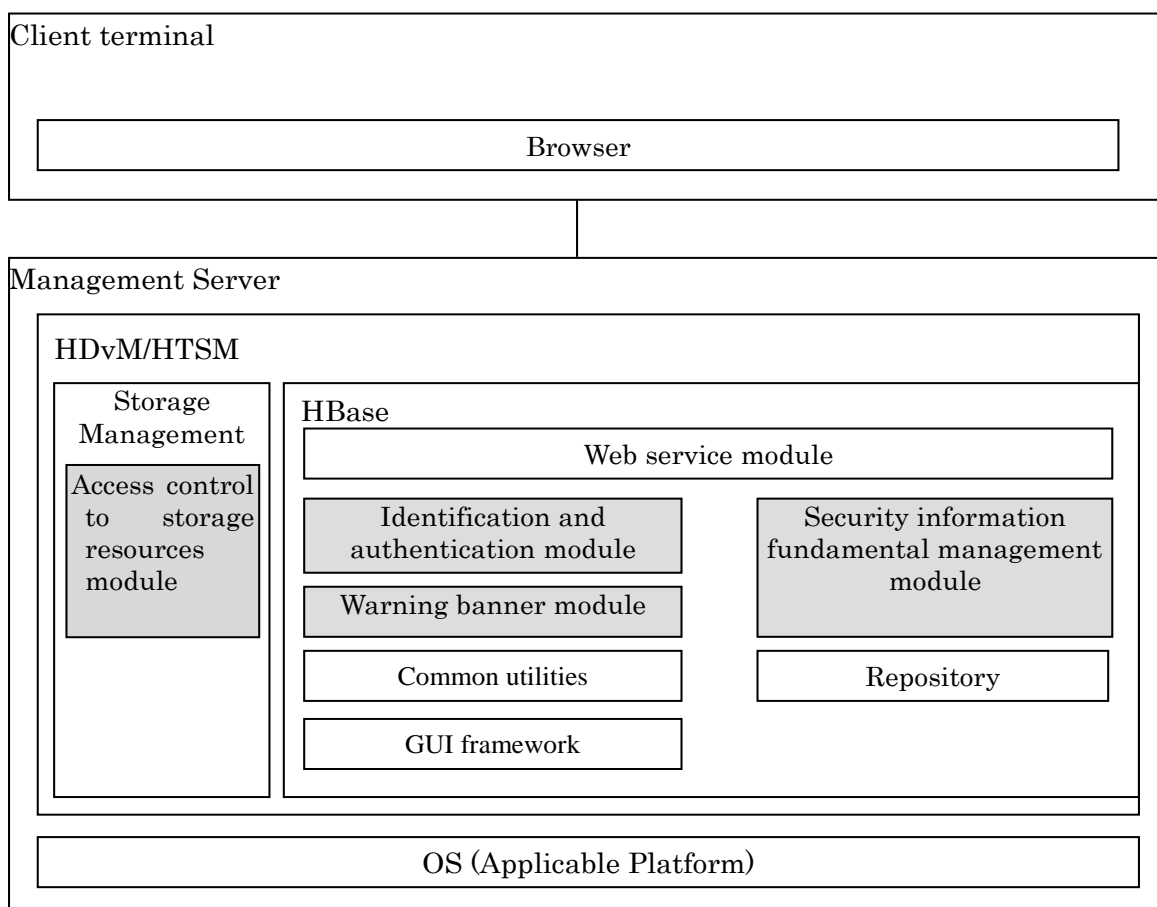 Client terminal
Browser
Management Server
HDvM/HTSM
Storage
Management
Access control
to storage
resources
module
HBase
Web service module
Identification and
authentication module
Warning banner module
Common utilities
GUI framework
Security information
fundamental management
module
Repository
OS (Applicable Platform)